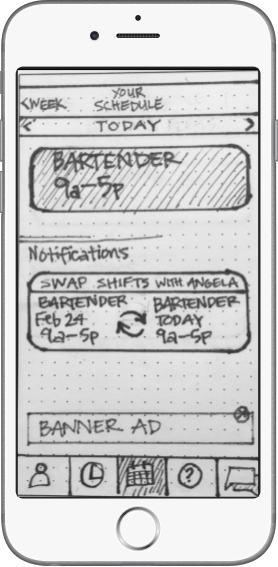 YOUR
<WEEK SCHEDULE
< TODAY >
BARTENDER
9a-5p
Notifications
SWAP SHIFTS WITH ANGELA
BARTENDER BARTENDER
Feb 24 TODAY
9a-5p 9a-5p
BANNER AD
?